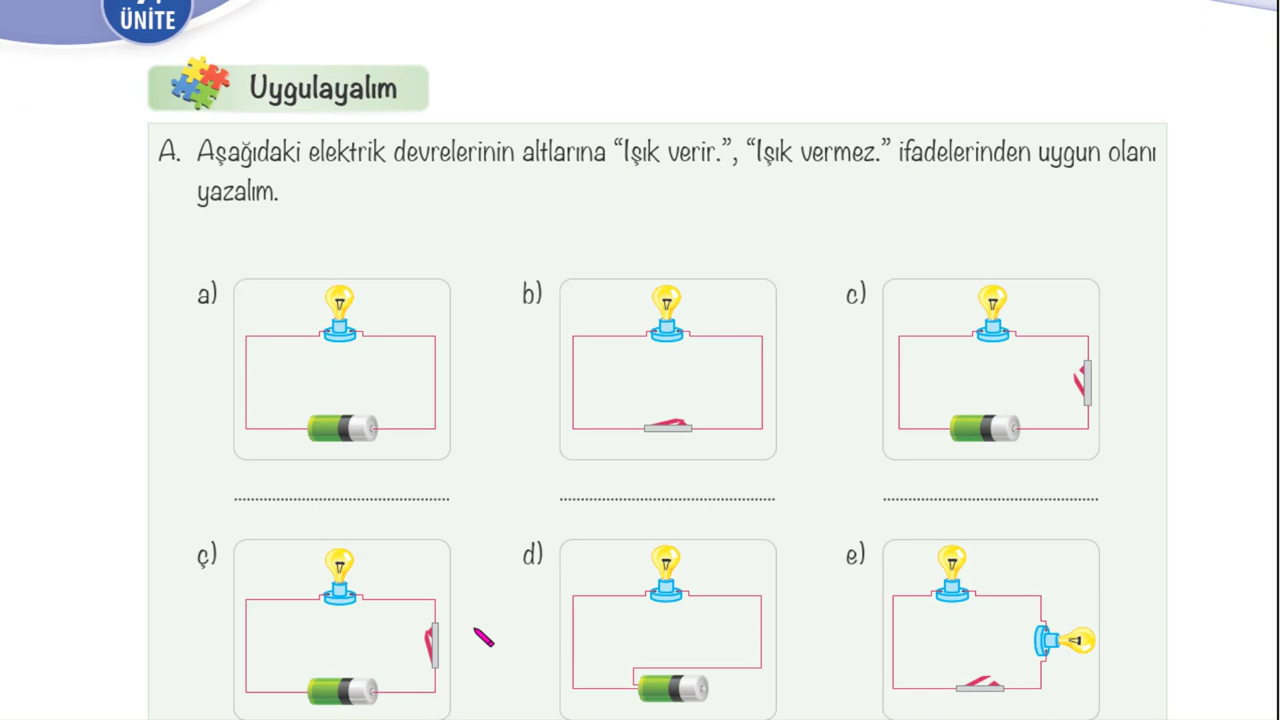 ÜNİTE
Uygulayalım
A. Aşağıdaki elektrik devrelerinin altlarına “Işık verir.”, “Işık vermez.” ifadelerinden uygun olanı
yazalım.
a) b) c)
ç) d) e)